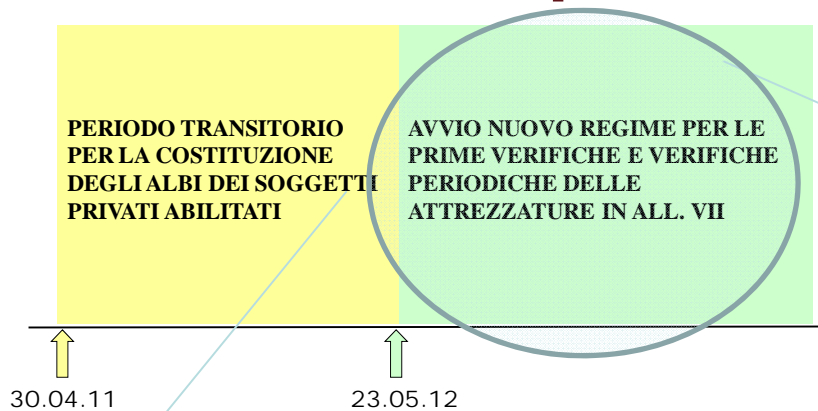 PERIODO TRANSITORIO
PER LA COSTITUZIONE
DEGLI ALBI DEI SOGGETTI
PRIVATI ABILITATI
AVVIO NUOVO REGIME PER LE
PRIME VERIFICHE E VERIFICHE
PERIODICHE DELLE
ATTREZZATURE IN ALL. VII
30.04.11
23.05.12